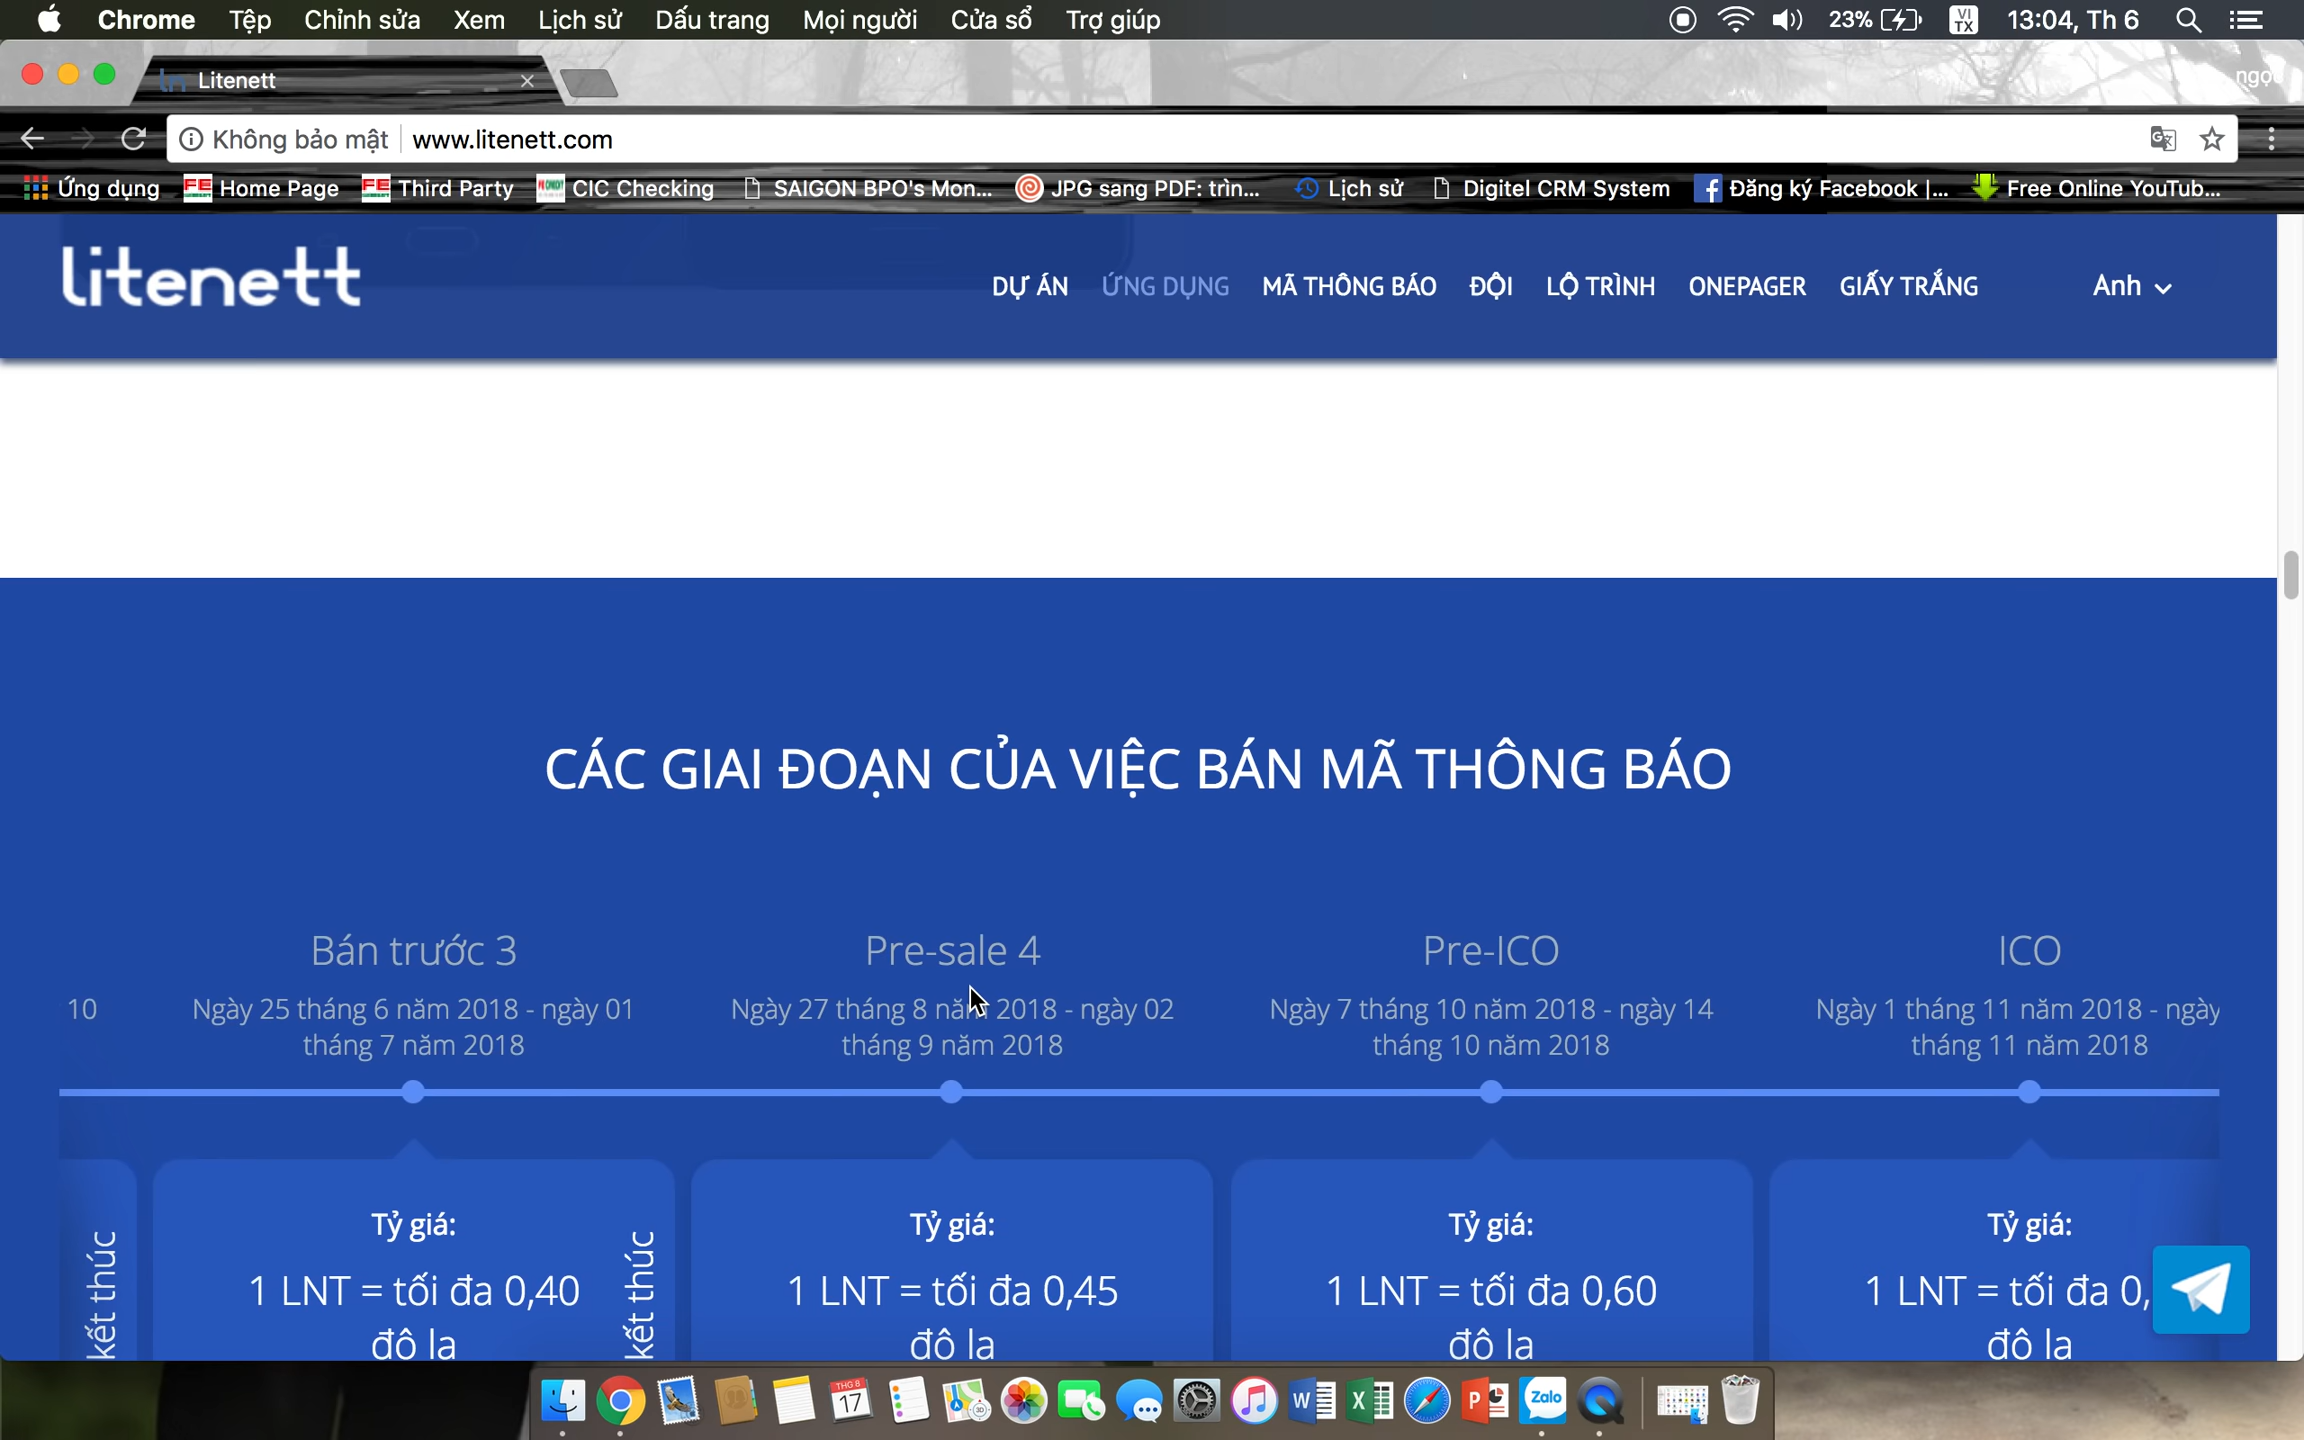 Chrome Tệp Chỉnh sửa Xem Lịch sử Dấu trang Mọi người Cửa sổ Trợ giúp 23% VI TX 13:04, Th 6
Litenett
Không bảo mật www.litenett.com
Ứng dụng Home Page Third Party CIC Checking SAIGON BPO's Mon... JPG sang PDF: trìn... Lịch sử Digitel CRM System Đăng ký Facebook |... Free Online YouTub...
litenett
DỰ ÁN ỨNG DỤNG MÃ THÔNG BÁO ĐỘI LỘ TRÌNH ONEPAGER GIẤY TRẮNG Anh
CÁC GIAI ĐOẠN CỦA VIỆC BÁN MÃ THÔNG BÁO
Bán trước 3 Pre-sale 4 Pre-ICO ICO
10 Ngày 25 tháng 6 năm 2018 - ngày 01 Ngày 27 tháng 8 năm 2018 - ngày 02 Ngày 7 tháng 10 năm 2018 - ngày 14 Ngày 1 tháng 11 năm 2018 - ngày
tháng 7 năm 2018 tháng 9 năm 2018 tháng 10 năm 2018 tháng 11 năm 2018
Tỷ giá: Tỷ giá: Tỷ giá: Tỷ giá:
kết thúc 1 LNT = tối đa 0,40 kết thúc 1 LNT = tối đa 0,45 1 LNT = tối đa 0,60 1 LNT = tối đa 0,
đô la đô la đô la đô la
THG 8
17
Zalo